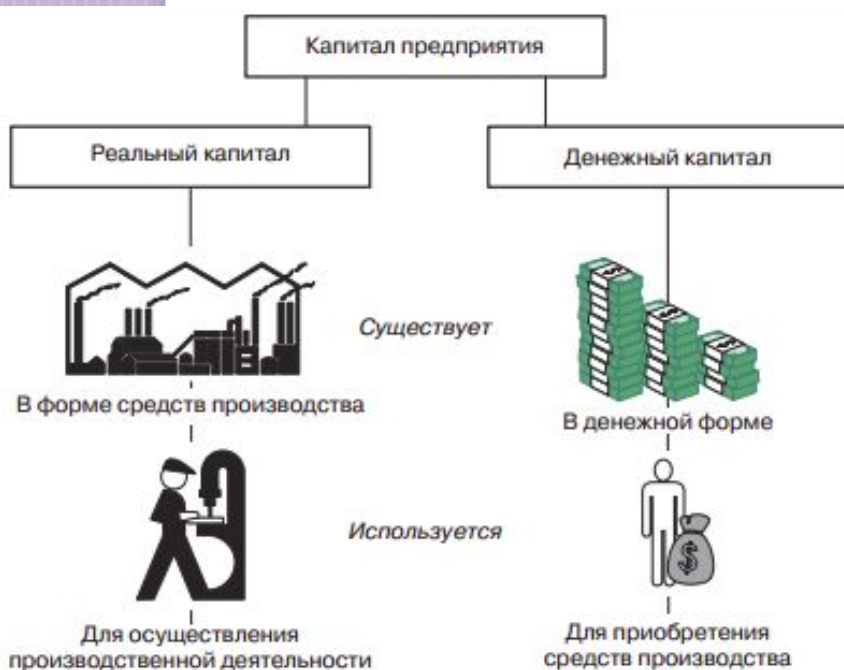 Капитал предприятия
Реальный капитал
Денежный капитал
Существует
В форме средств производства
В денежной форме
Используется
$
Для осуществления
производственной деятельности
Для приобретения
средств производства